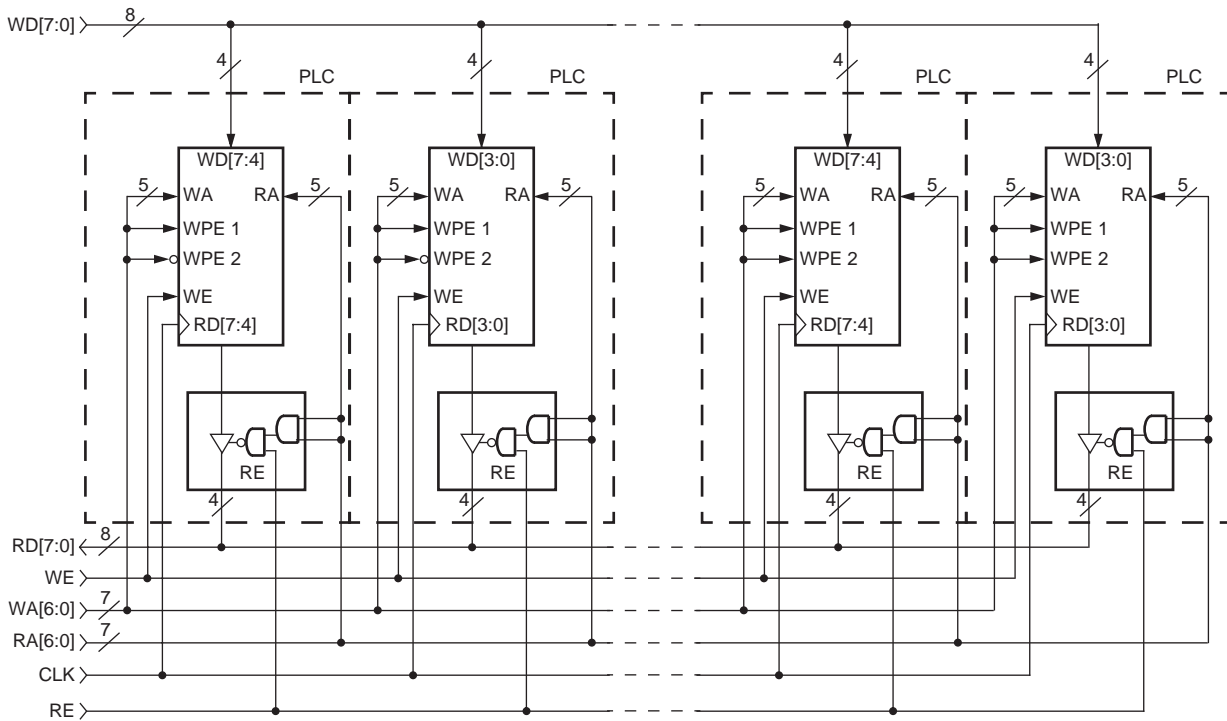 WD[7:0] 8
4 4 4 4
PLC PLC PLC PLC
WD[7:4] WD[3:0] WD[7:4] WD[3:0]
5 WA RA 5 5 WA RA 5 5 WA RA 5 5 WA RA 5
WPE 1 WPE 1 WPE 1 WPE 1
WPE 2 WPE 2 WPE 2 WPE 2
WE WE WE WE
RD[7:4] RD[3:0] RD[7:4] RD[3:0]
RE RE RE RE
4 4 4 4
RD[7:0] 8
WE
WA[6:0] 7
RA[6:0] 7
CLK
RE